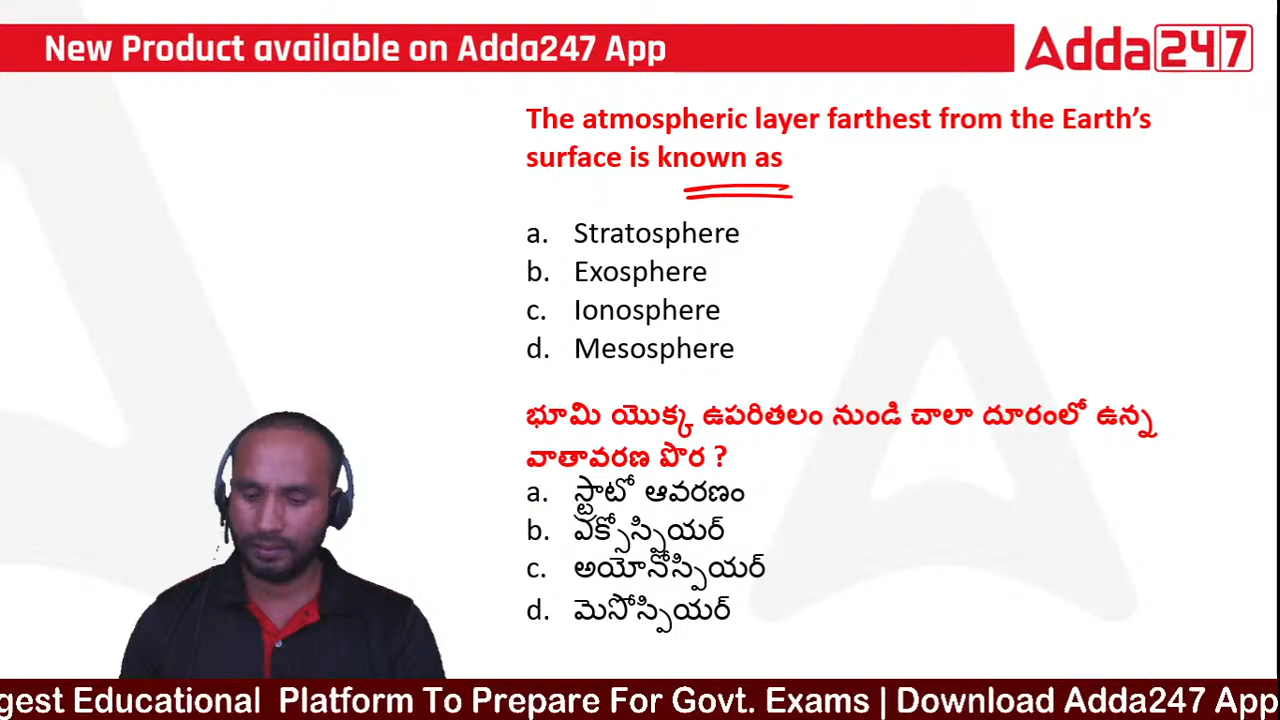 New Product available on Adda247 App
Adda247
The atmospheric layer farthest from the Earth’s
surface is known as
a. Stratosphere
b. Exosphere
c. Ionosphere
d. Mesosphere
భూమి యొక్క ఉపరితలం నుండి చాలా దూరంలో ఉన్న
వాతావరణ పొర ?
a. స్ట్రాటో ఆవరణం
b. ఎక్సోస్పియర్
c. అయోనోస్పియర్
d. మెసోస్పియర్
gest Educational Platform To Prepare For Govt. Exams | Download Adda247 App